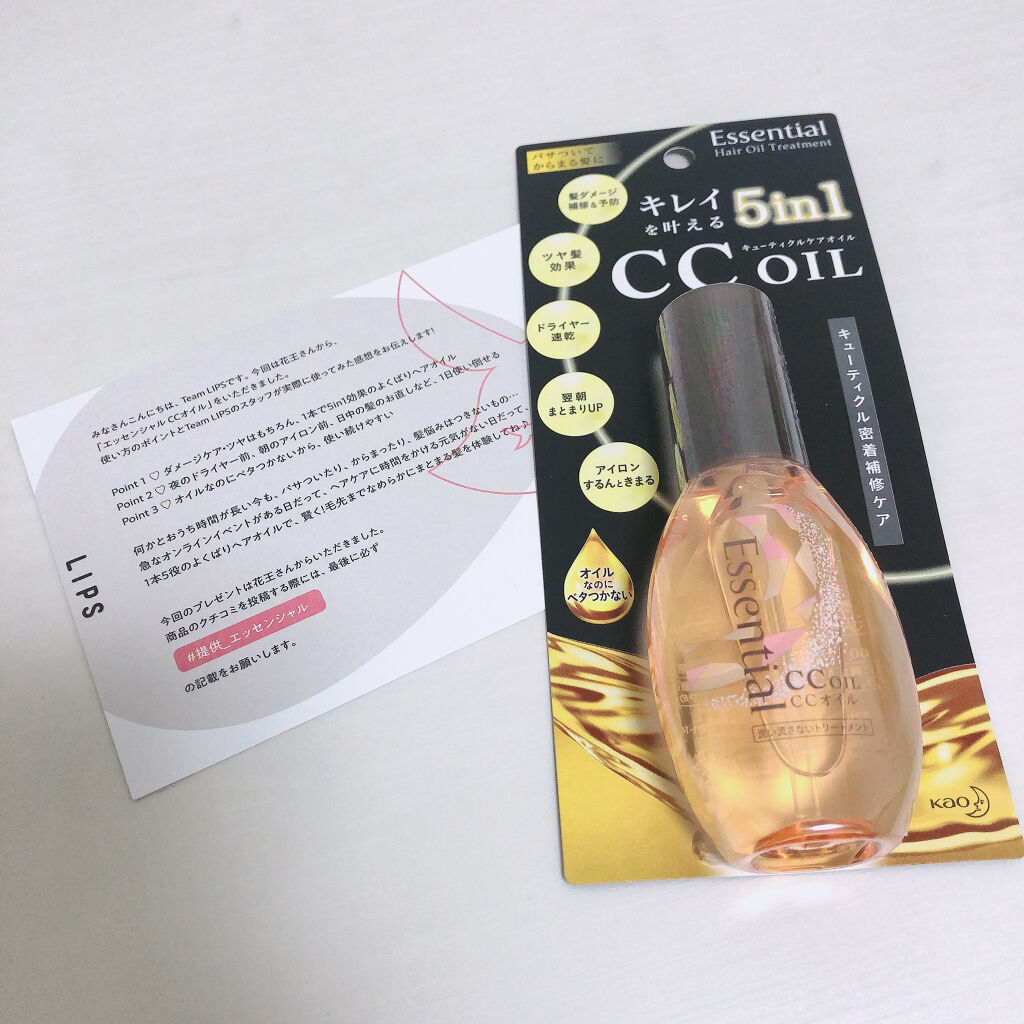 みなさんこんにちは、Team LIPSです。今回は花王さんから、
「エッセンシャル CCオイル」をいただきました。
使い方のポイントとTeam LIPSのスタッフが実際に使ってみた感想をお伝えします!
Point 1 ♡ ダメージケア・ツヤはもちろん、1本で5in1効果のよくばりヘアオイル
Point 2 ♡ 夜のドライヤー前、朝のアイロン前、日中の髪のお直しなど、1日使い倒せる
Point 3 ♡ オイルなのにベタつかないから、使い続けやすい
何かとおうち時間が長い今も、パサついたり、からまったり、髪悩みはつきないもの…
急なオンラインイベントがある日だって、ヘアケアに時間をかける元気がない日だって、
1本5役のよくばりヘアオイルで、賢く!毛先までなめらかにまとまる髪を体験してね♪
今回のプレゼントは花王さんからいただきました。
商品のクチコミを投稿する際には、最後に必ず
#提供_エッセンシャル
の記載をお願いします。
LIPS
Essential
Hair Oil Treatment
パサついて
からまる髪に
髪ダメージ
補修&予防
キレイ
を叶える
5in1
キューティクルケアオイル
CC OIL
ツヤ髪
効果
ドライヤー
速乾
翌朝
まとまりUP
アイロン
するんときまる
オイル
なのに
ベタつかない
キューティクル密着補修ケア
Essential
CC OIL
CCオイル
洗い流さないトリートメント
Kao